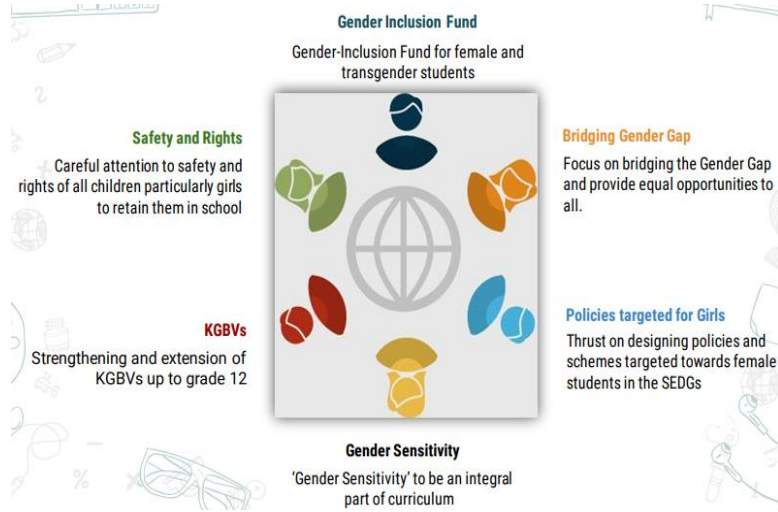 Gender Inclusion Fund
Gender-Inclusion Fund for female and
transgender students
Safety and Rights
Careful attention to safety and
rights of all children particularly girls
to retain them in school
Bridging Gender Gap
Focus on bridging the Gender Gap
and provide equal opportunities to
all.
KGBVs
Strengthening and extension of
KGBVs up to grade 12
Policies targeted for Girls
Thrust on designing policies and
schemes targeted towards female
students in the SEDGs
Gender Sensitivity
'Gender Sensitivity' to be an integral
part of curriculum